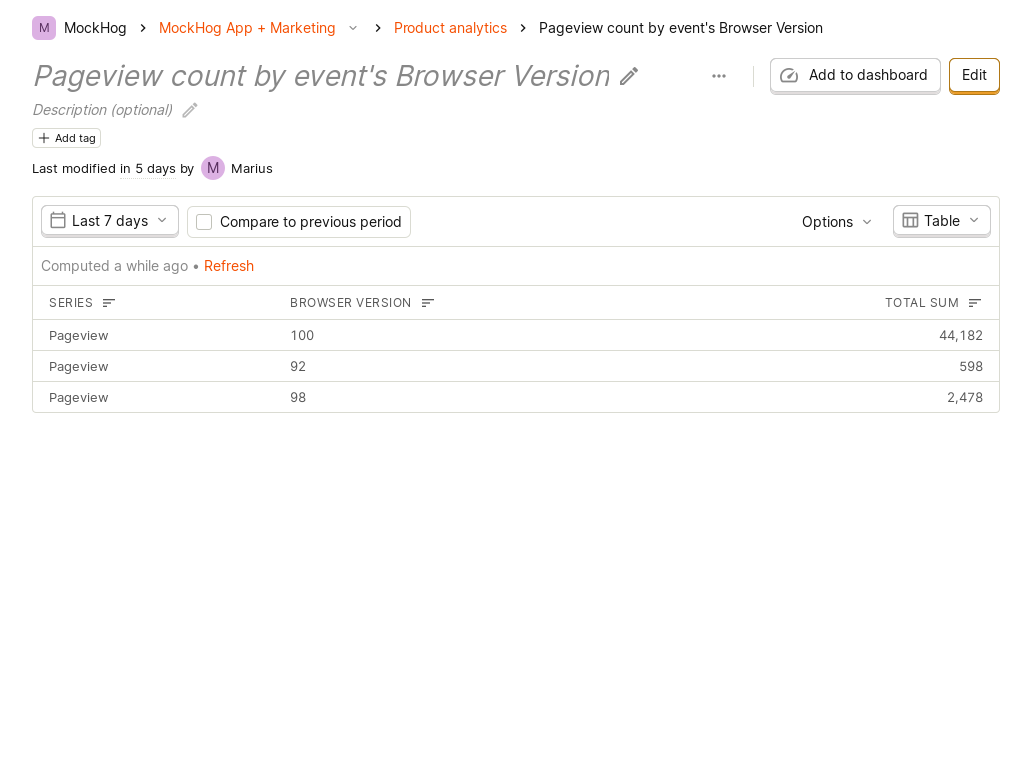 M MockHog MockHog App + Marketing Product analytics Pageview count by event's Browser Version
Pageview count by event's Browser Version
Add to dashboard Edit
Description (optional)
Add tag
Last modified in 5 days by M Marius
Last 7 days Compare to previous period Options Table
Computed a while ago • Refresh
SERIES BROWSER VERSION TOTAL SUM
Pageview 100 44,182
Pageview 92 598
Pageview 98 2,478